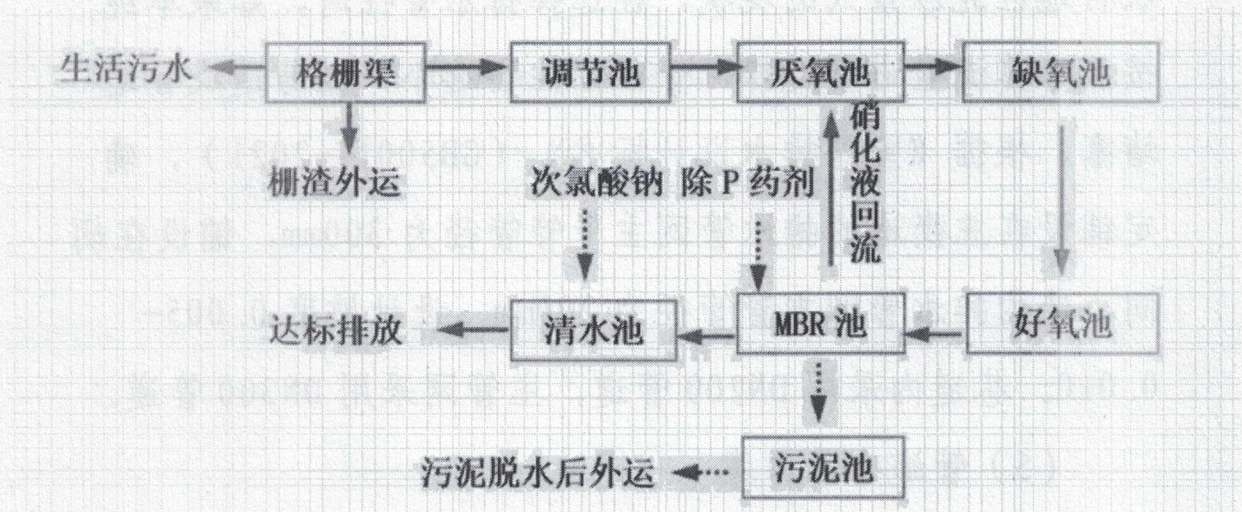 生活污水 格栅渠 调节池 厌氧池 缺氧池
硝化液回流
栅渣外运 次氯酸钠 除P药剂
达标排放 清水池 MBR池 好氧池
污泥脱水后外运 污泥池